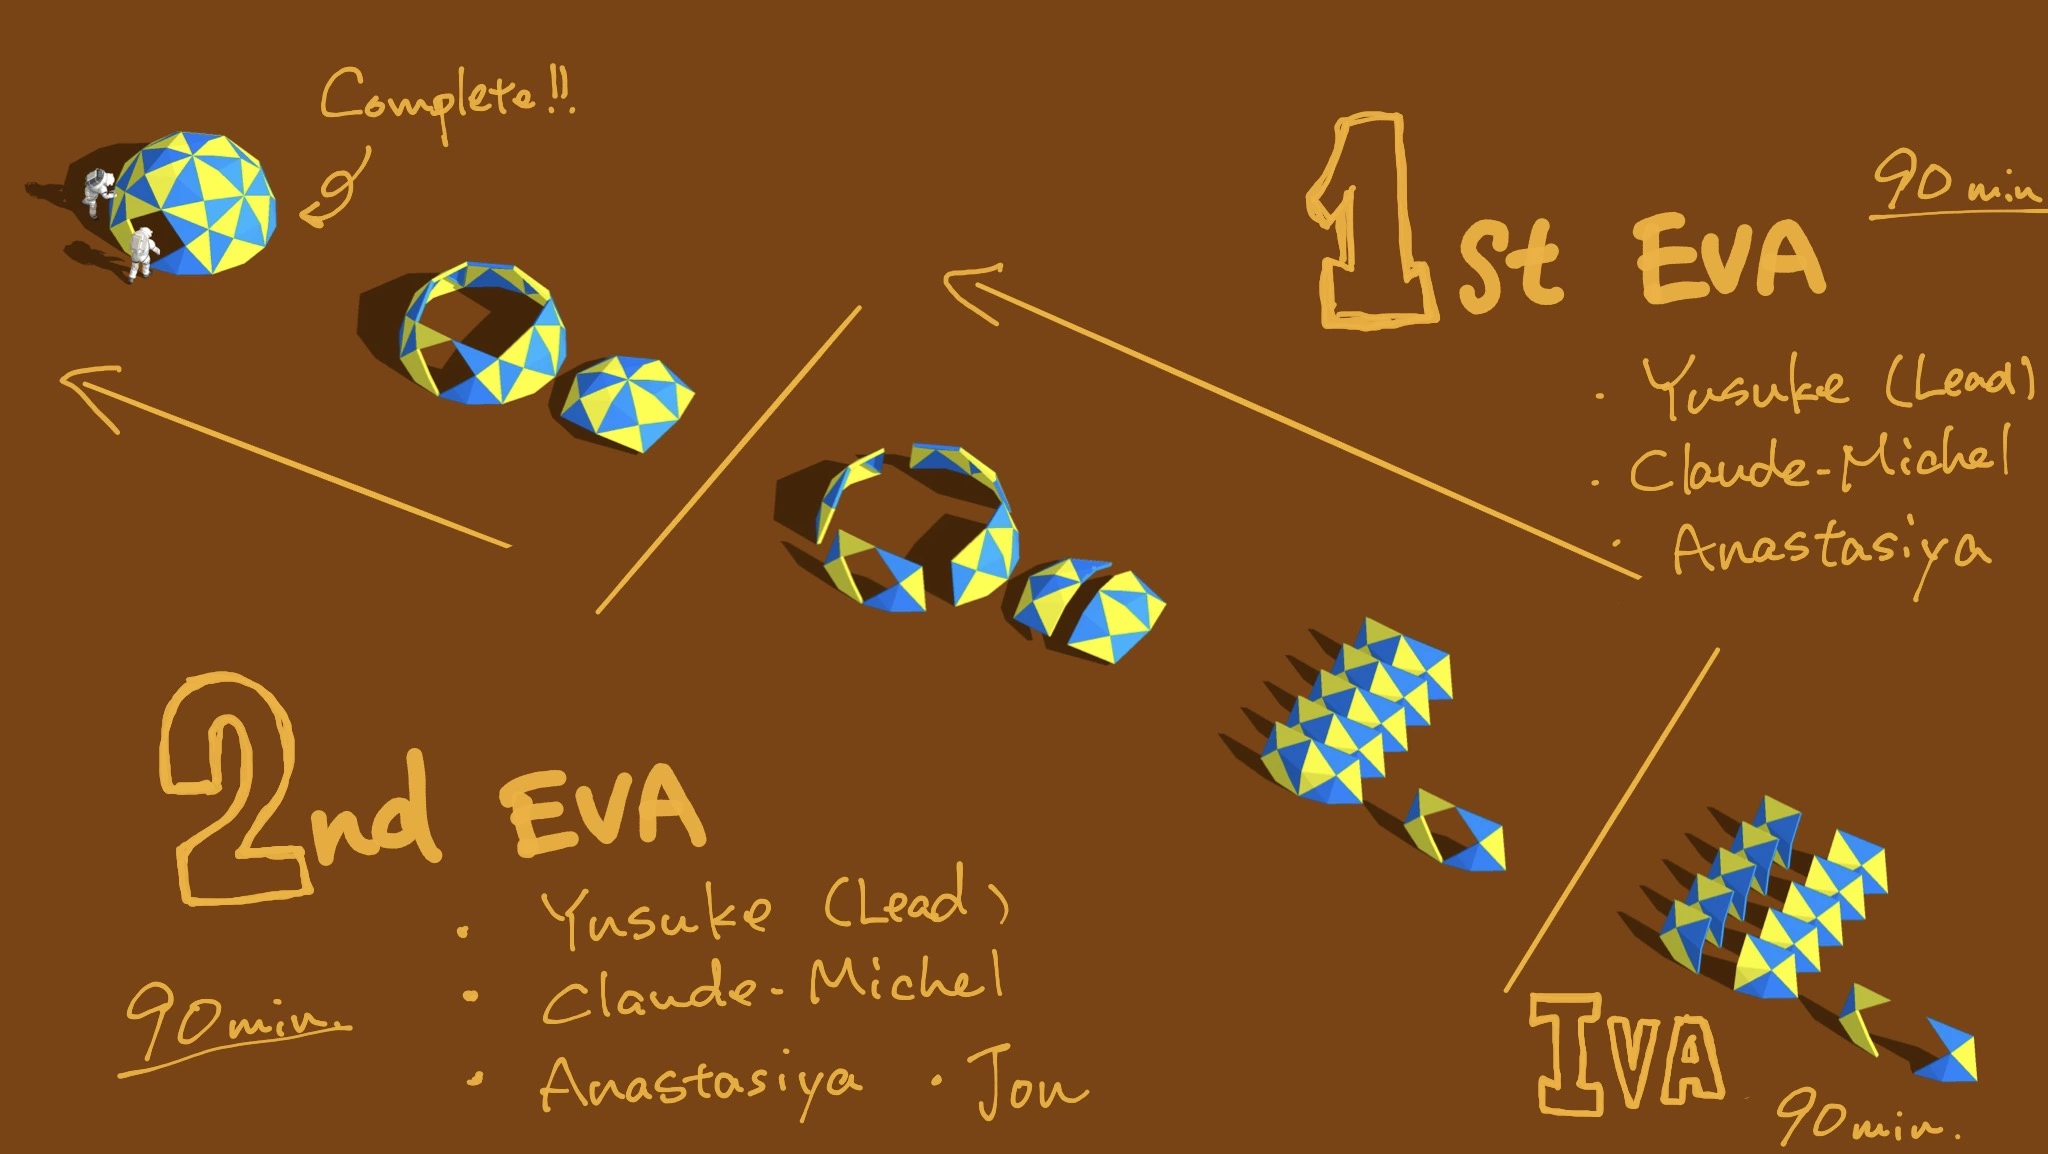 Complete!!
1st EVA
90 min
· Yusuke (Lead)
· Claude-Michel
· Anastasiya
2nd EVA
· Yusuke (Lead)
· Claude-Michel
· Anastasiya · Jon
90min.
IVA
90min.